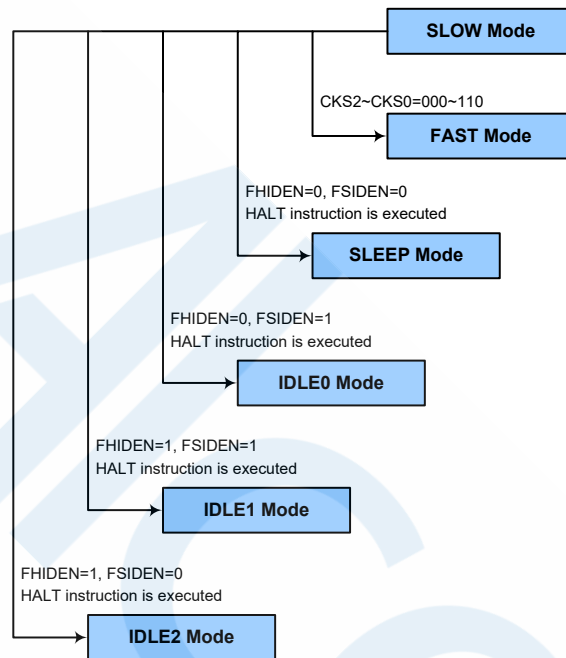 SLOW Mode
CKS2~CKS0=000~110
FAST Mode
FHIDEN=0, FSIDEN=0
HALT instruction is executed
SLEEP Mode
FHIDEN=0, FSIDEN=1
HALT instruction is executed
IDLE0 Mode
FHIDEN=1, FSIDEN=1
HALT instruction is executed
IDLE1 Mode
FHIDEN=1, FSIDEN=0
HALT instruction is executed
IDLE2 Mode